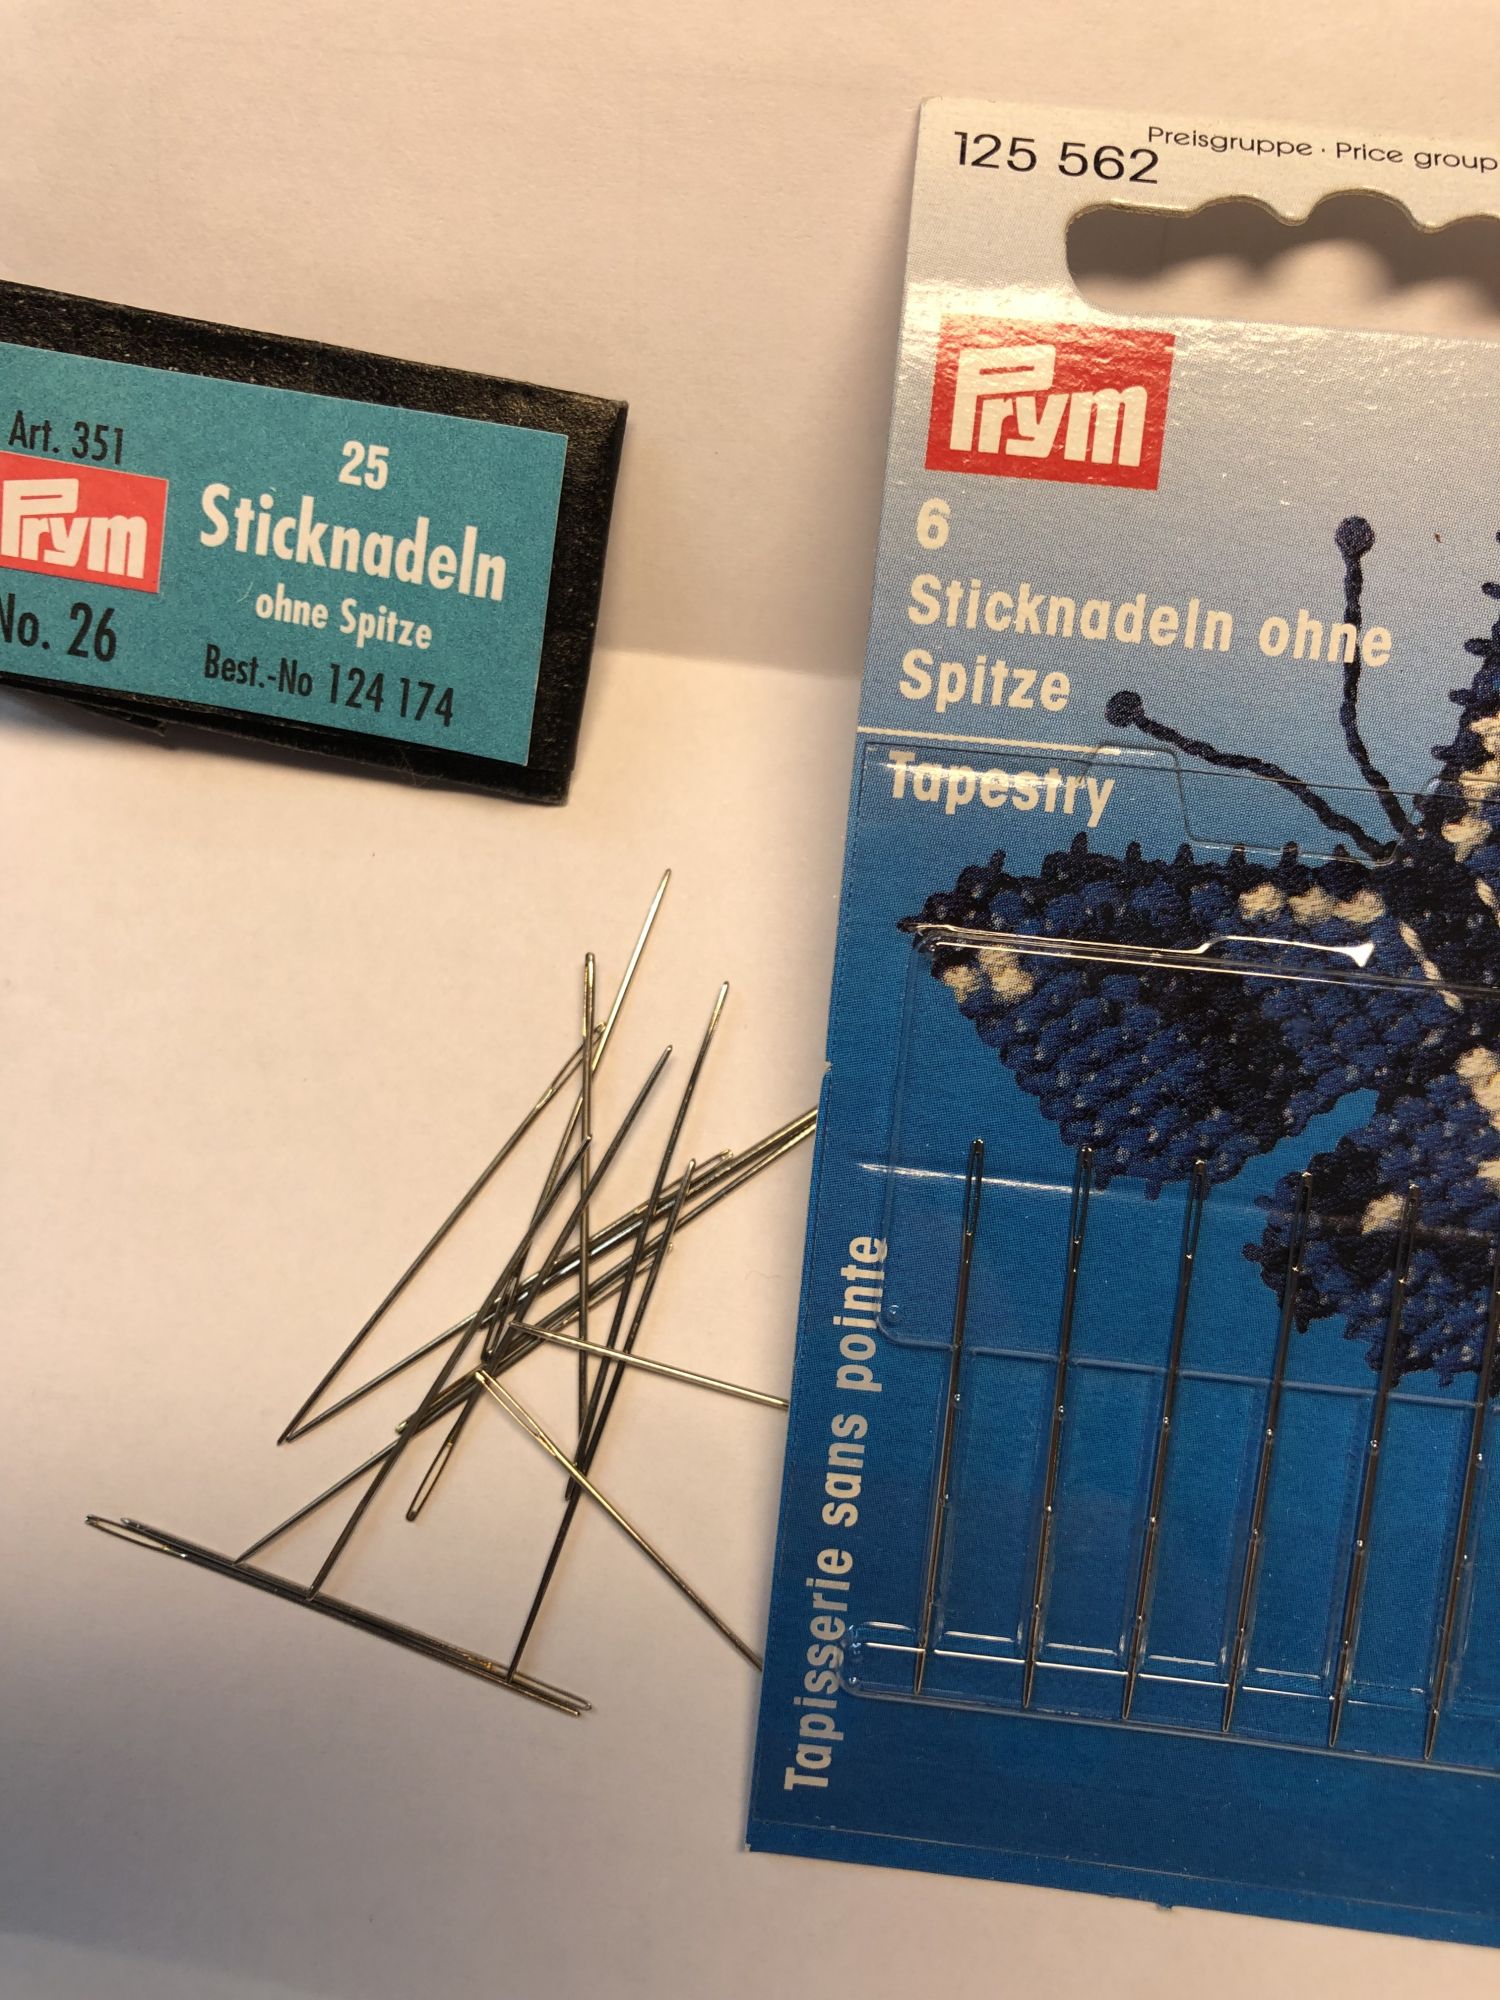 Art. 351
Prym
No. 26
25
Sticknadeln
ohne Spitze
Best.-No 124 174
125 562
Preisgruppe · Price group
Prym
6
Sticknadeln ohne
Spitze
Tapestry
Tapisserie sans pointe